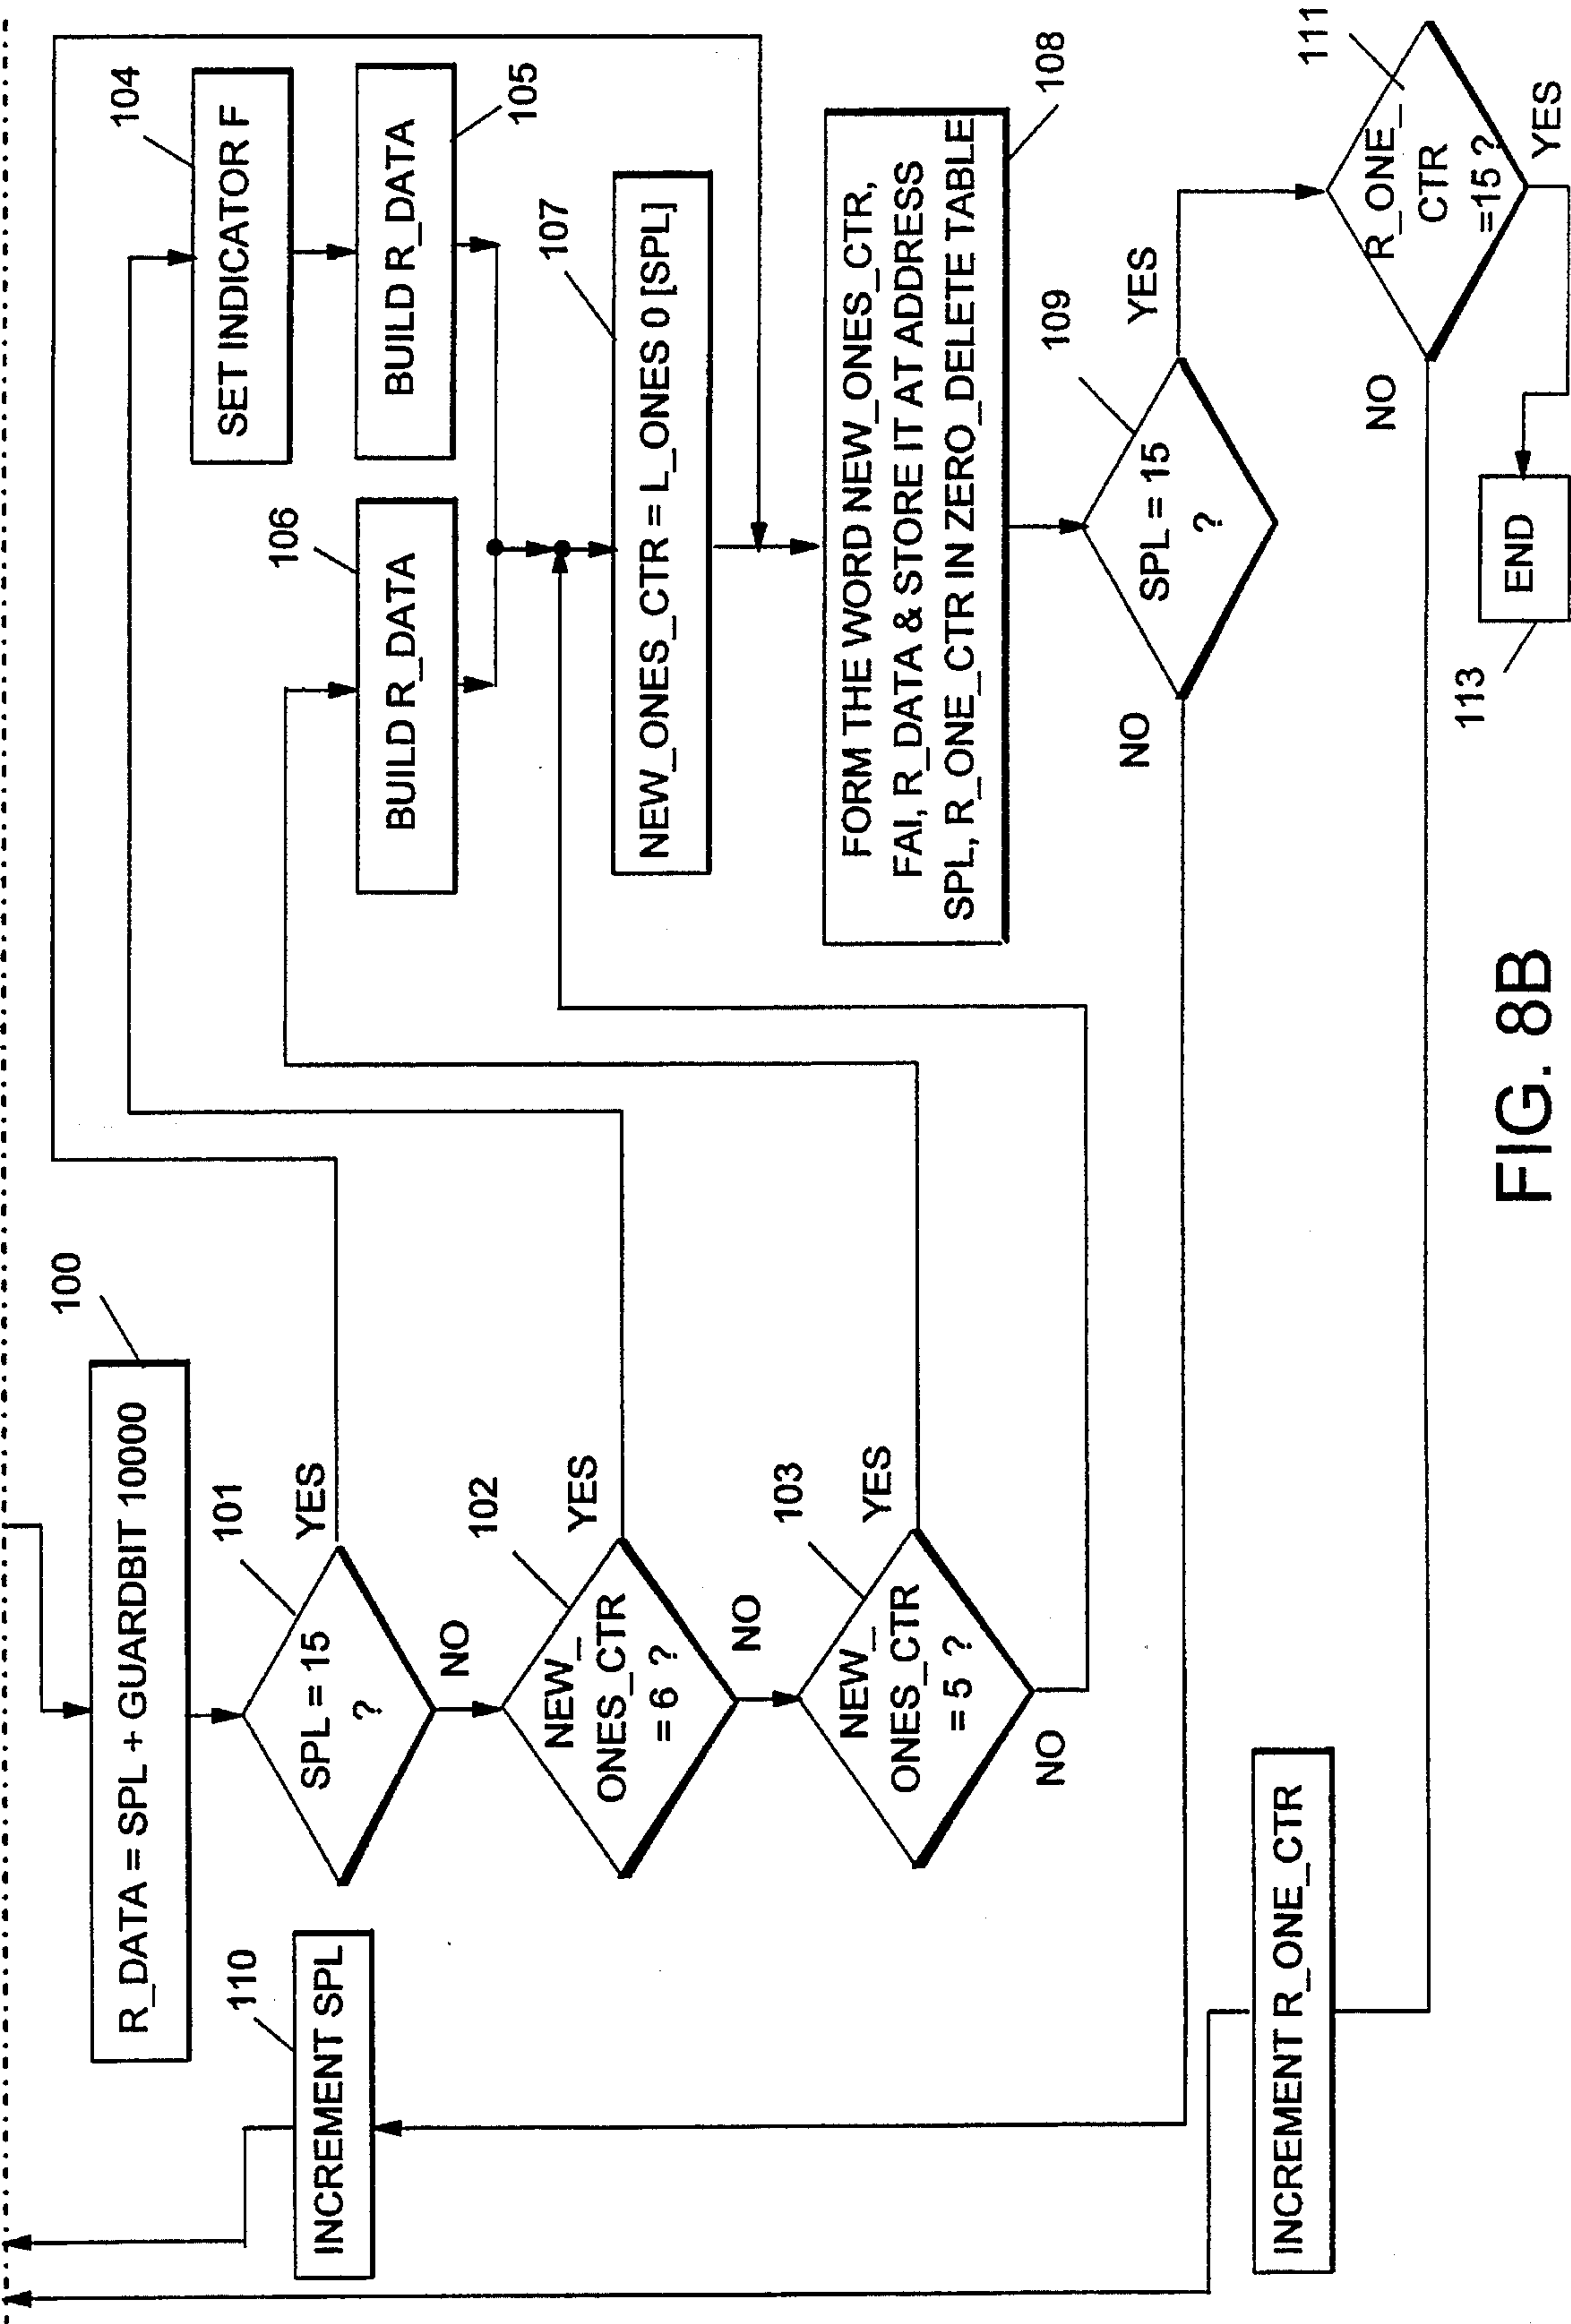 100
R_DATA = SPL + GUARDBIT 10000
101
SPL = 15
?
YES
NO
102
NEW_
ONES_CTR
= 6 ?
YES
NO
103
NEW_
ONES_CTR
= 5 ?
YES
NO
104
SET INDICATOR F
BUILD R_DATA
105
106
BUILD R_DATA
107
NEW_ONES_CTR = L_ONES 0 [SPL]
108
FORM THE WORD NEW_ONES_CTR,
FAI, R_DATA & STORE IT AT ADDRESS
SPL, R_ONE_CTR IN ZERO_DELETE TABLE
109
SPL = 15
?
YES
NO
110
INCREMENT SPL
111
R_ONE_
CTR
=15 ?
YES
NO
INCREMENT R_ONE_CTR
END
113
FIG. 8B